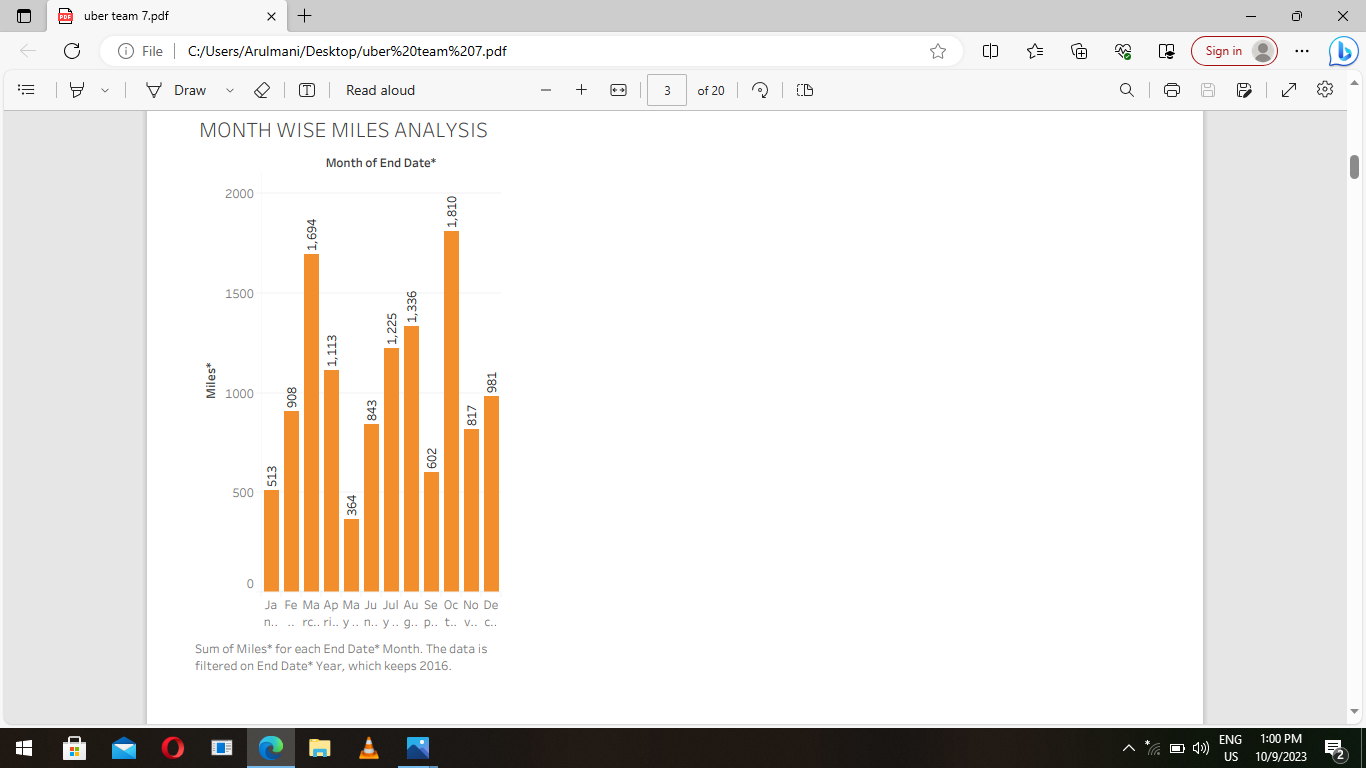 uber team 7.pdf
File
C:/Users/Arulmani/Desktop/uber%20team%207.pdf
Sign in
Draw
Read aloud
3
of 20
MONTH WISE MILES ANALYSIS
Month of End Date*
2000
1500
1000
500
0
Miles*
513
908
1,694
1,113
364
843
1,225
1,336
602
1,810
817
981
Ja Fe Ma Ap Ma Ju Jul Au Se Oc No De
n.. .. rc.. ri.. y .. n.. y .. g.. p.. t.. v.. c..
Sum of Miles* for each End Date* Month. The data is
filtered on End Date* Year, which keeps 2016.
ENG
US
1:00 PM
10/9/2023
2